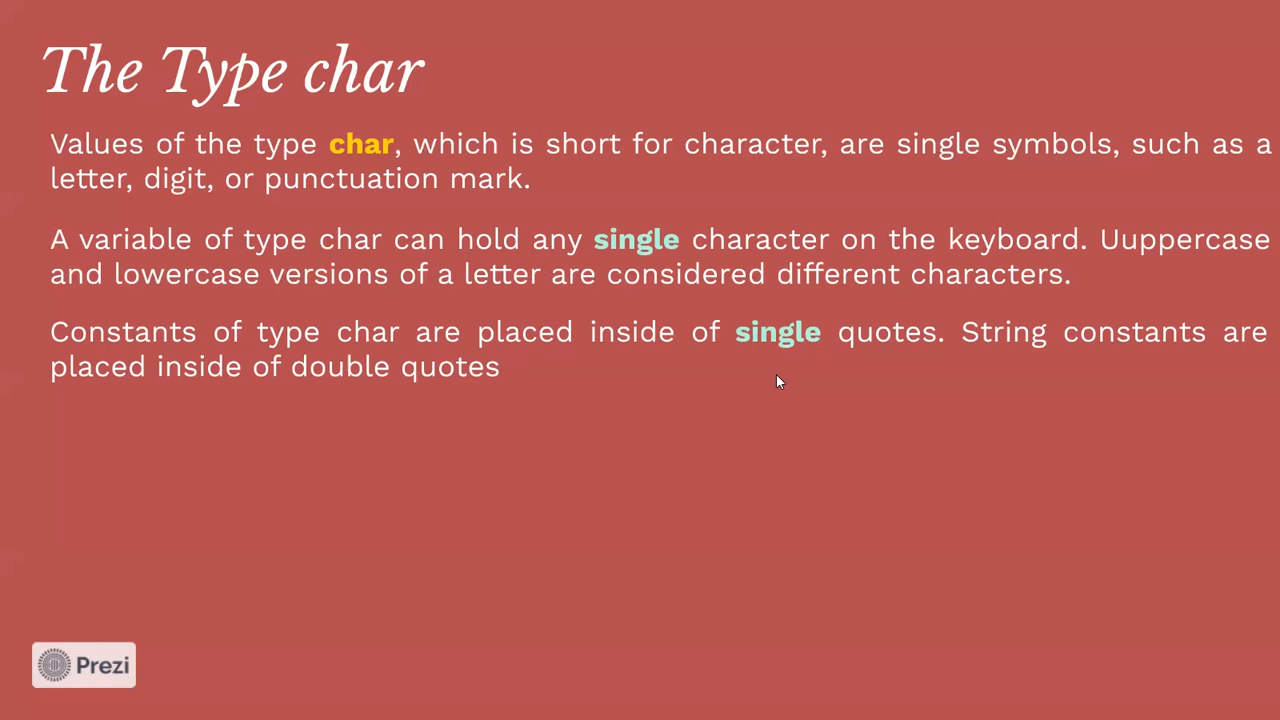 The Type char
Values of the type char, which is short for character, are single symbols, such as a
letter, digit, or punctuation mark.
A variable of type char can hold any single character on the keyboard. Uuppercase
and lowercase versions of a letter are considered different characters.
Constants of type char are placed inside of single quotes. String constants are
placed inside of double quotes
Prezi